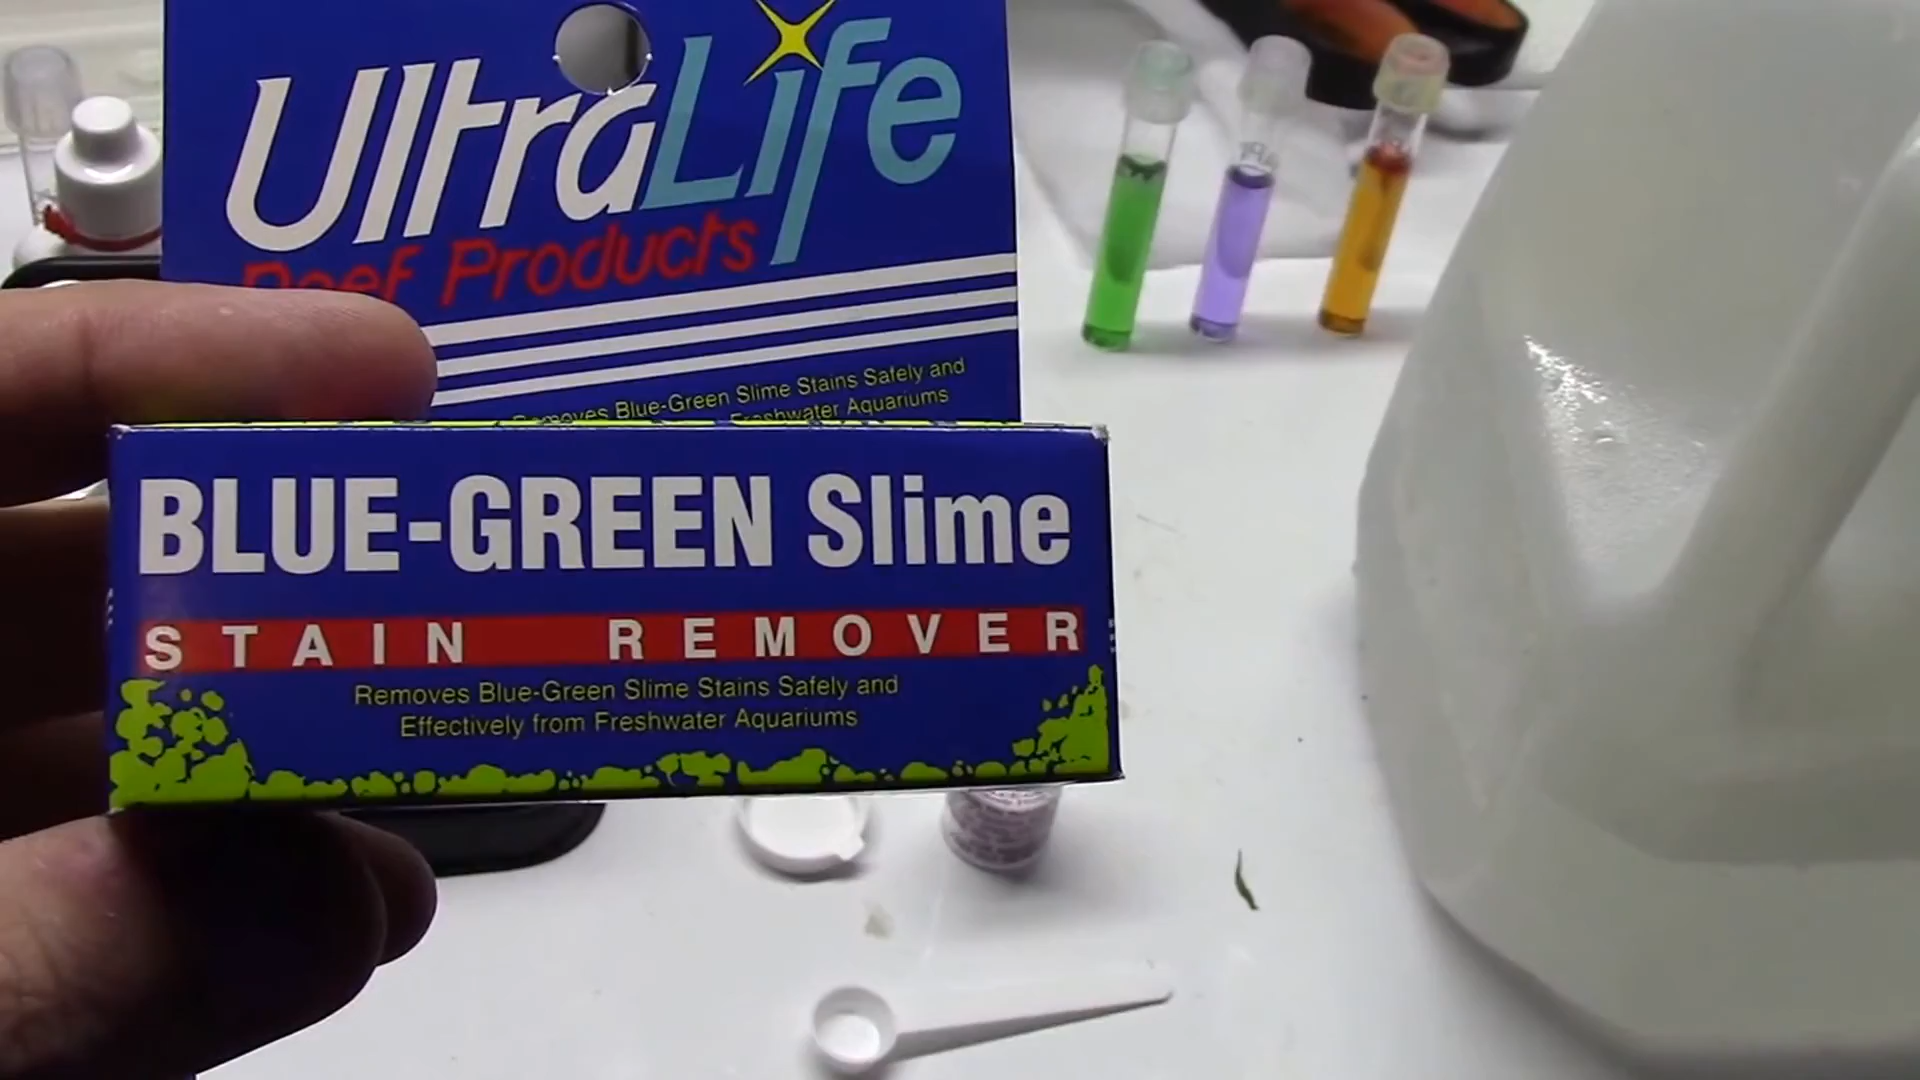 UltraLife
Reef Products
Removes Blue-Green Slime Stains Safely and
Freshwater Aquariums
BLUE-GREEN Slime
STAIN REMOVER
Removes Blue-Green Slime Stains Safely and
Effectively from Freshwater Aquariums